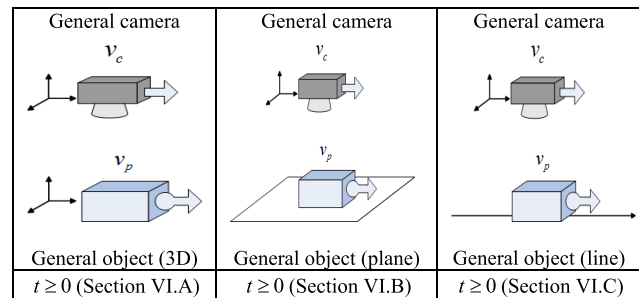 General camera General camera General camera
v_c v_c v_c
v_p v_p v_p
General object (3D) General object (plane) General object (line)
t ≥ 0 (Section VI.A) t ≥ 0 (Section VI.B) t ≥ 0 (Section VI.C)